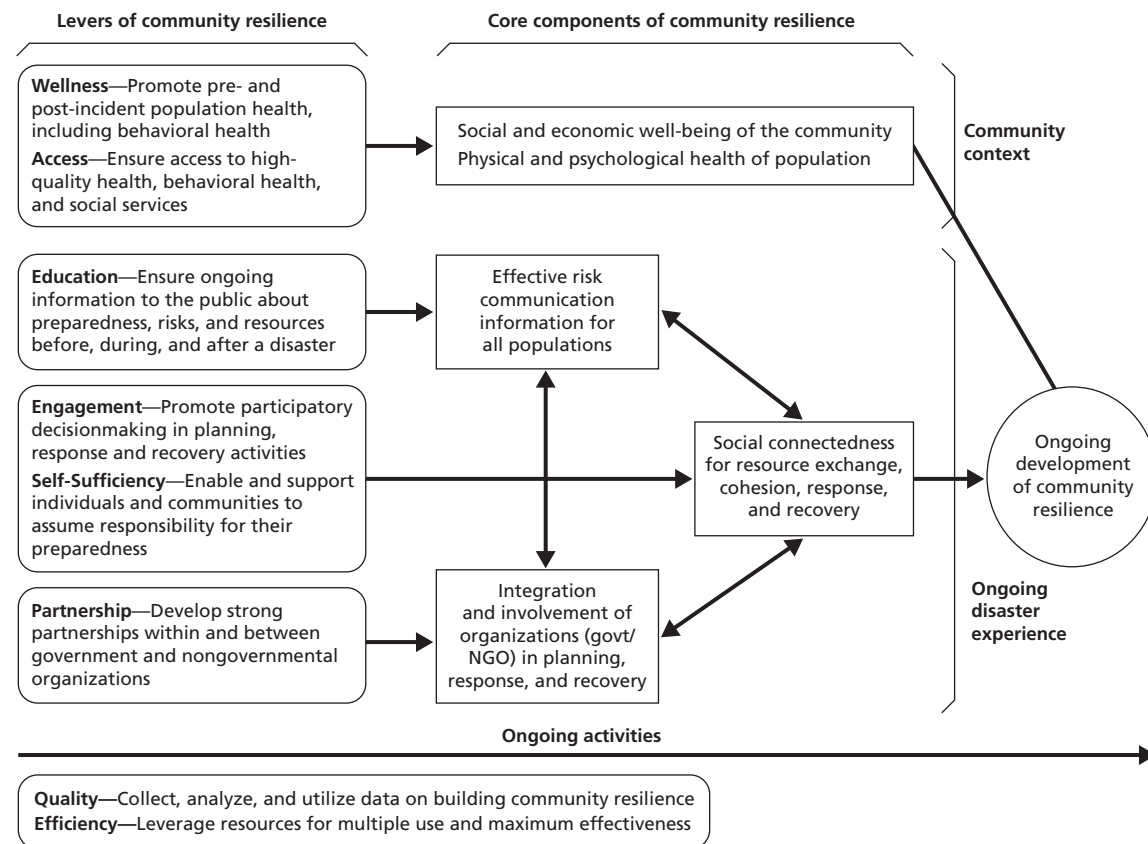 Levers of community resilience
Core components of community resilience
Wellness—Promote pre- and
post-incident population health,
including behavioral health
Access—Ensure access to high-
quality health, behavioral health,
and social services
Social and economic well-being of the community
Physical and psychological health of population
Community
context
Education—Ensure ongoing
information to the public about
preparedness, risks, and resources
before, during, and after a disaster
Effective risk
communication
information for
all populations
Engagement—Promote participatory
decisionmaking in planning,
response and recovery activities
Self-Sufficiency—Enable and support
individuals and communities to
assume responsibility for their
preparedness
Social connectedness
for resource exchange,
cohesion, response,
and recovery
Ongoing
development
of community
resilience
Partnership—Develop strong
partnerships within and between
government and nongovernmental
organizations
Integration
and involvement of
organizations (govt/
NGO) in planning,
response, and recovery
Ongoing
disaster
experience
Ongoing activities
Quality—Collect, analyze, and utilize data on building community resilience
Efficiency—Leverage resources for multiple use and maximum effectiveness